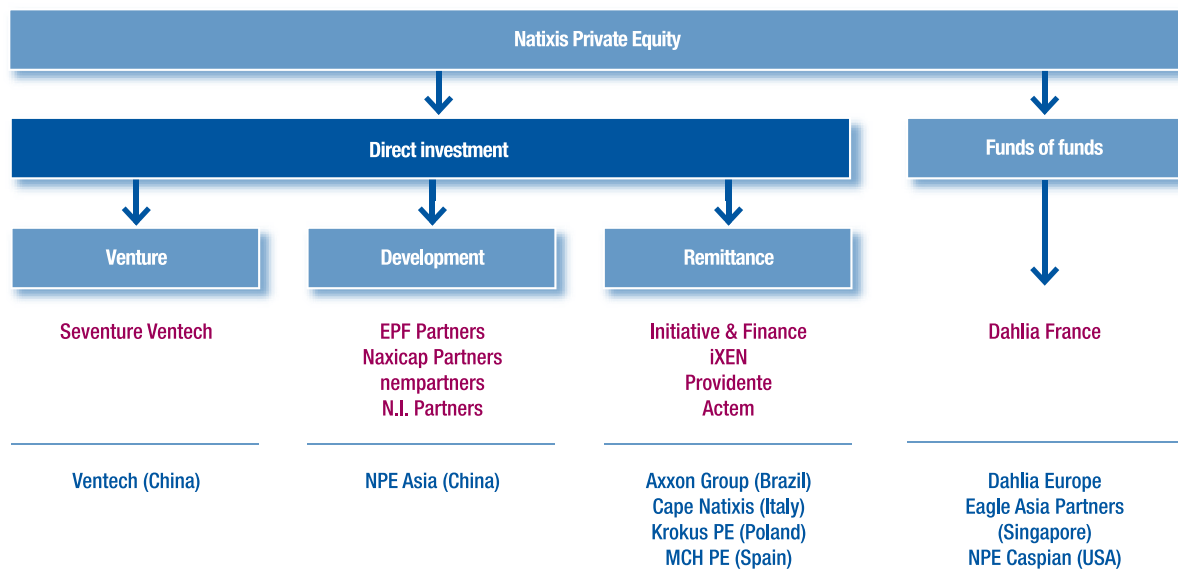 Natixis Private Equity
Direct investment
Funds of funds
Venture
Development
Remittance
Seventure Ventech
EPF Partners
Naxicap Partners
nempartners
N.I. Partners
Initiative & Finance
iXEN
Providente
Actem
Dahlia France
Ventech (China)
NPE Asia (China)
Axxon Group (Brazil)
Cape Natixis (Italy)
Krokus PE (Poland)
MCH PE (Spain)
Dahlia Europe
Eagle Asia Partners
(Singapore)
NPE Caspian (USA)